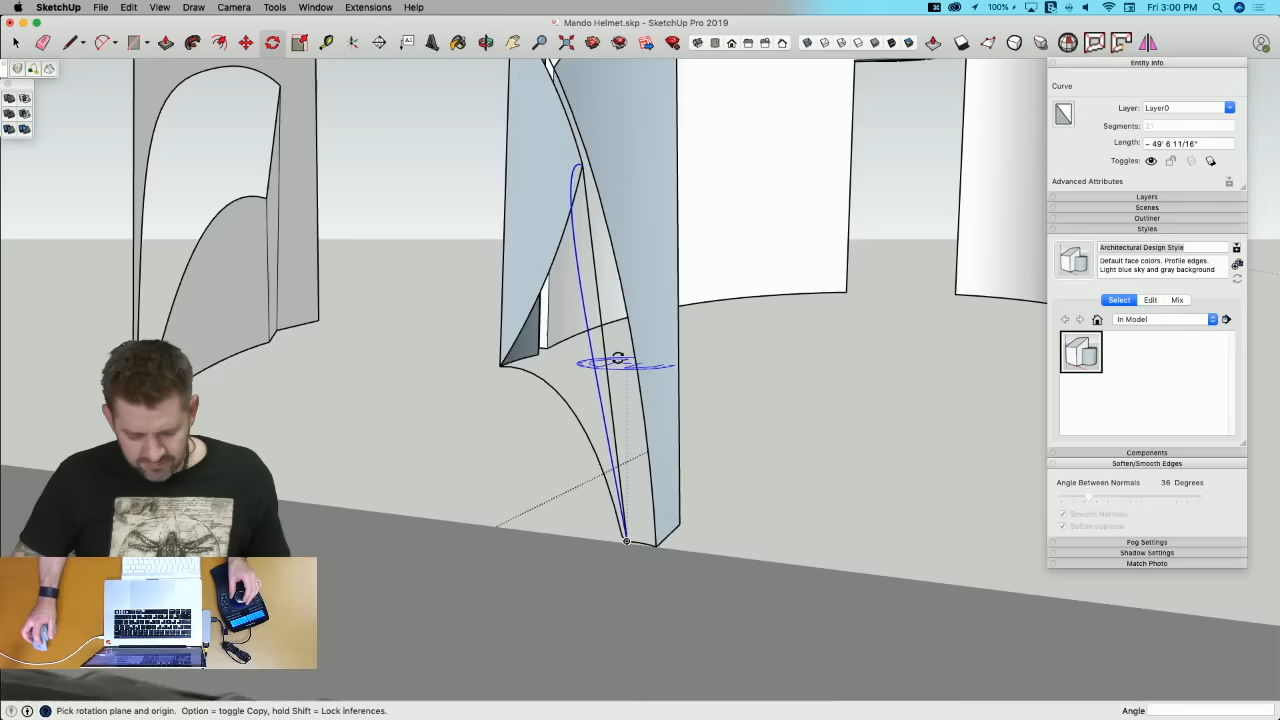 SketchUp File Edit View Draw Camera Tools Window Extensions Help
100% Fri 3:00 PM
Mando Helmet.skp - SketchUp Pro 2019
Entity Info
Curve
Layer: Layer0
Segments: 21
Length: ~ 49' 6 11/16"
Toggles:
Advanced Attributes
Layers
Scenes
Outliner
Styles
Architectural Design Style
Default face colors. Profile edges.
Light blue sky and gray background
Select Edit Mix
In Model
Components
Soften/Smooth Edges
Angle Between Normals 36 Degrees
Smooth Normals
Soften coplanar
Fog Settings
Shadow Settings
Match Photo
Pick rotation plane and origin. Option = toggle Copy, hold Shift = Lock inferences.
Angle